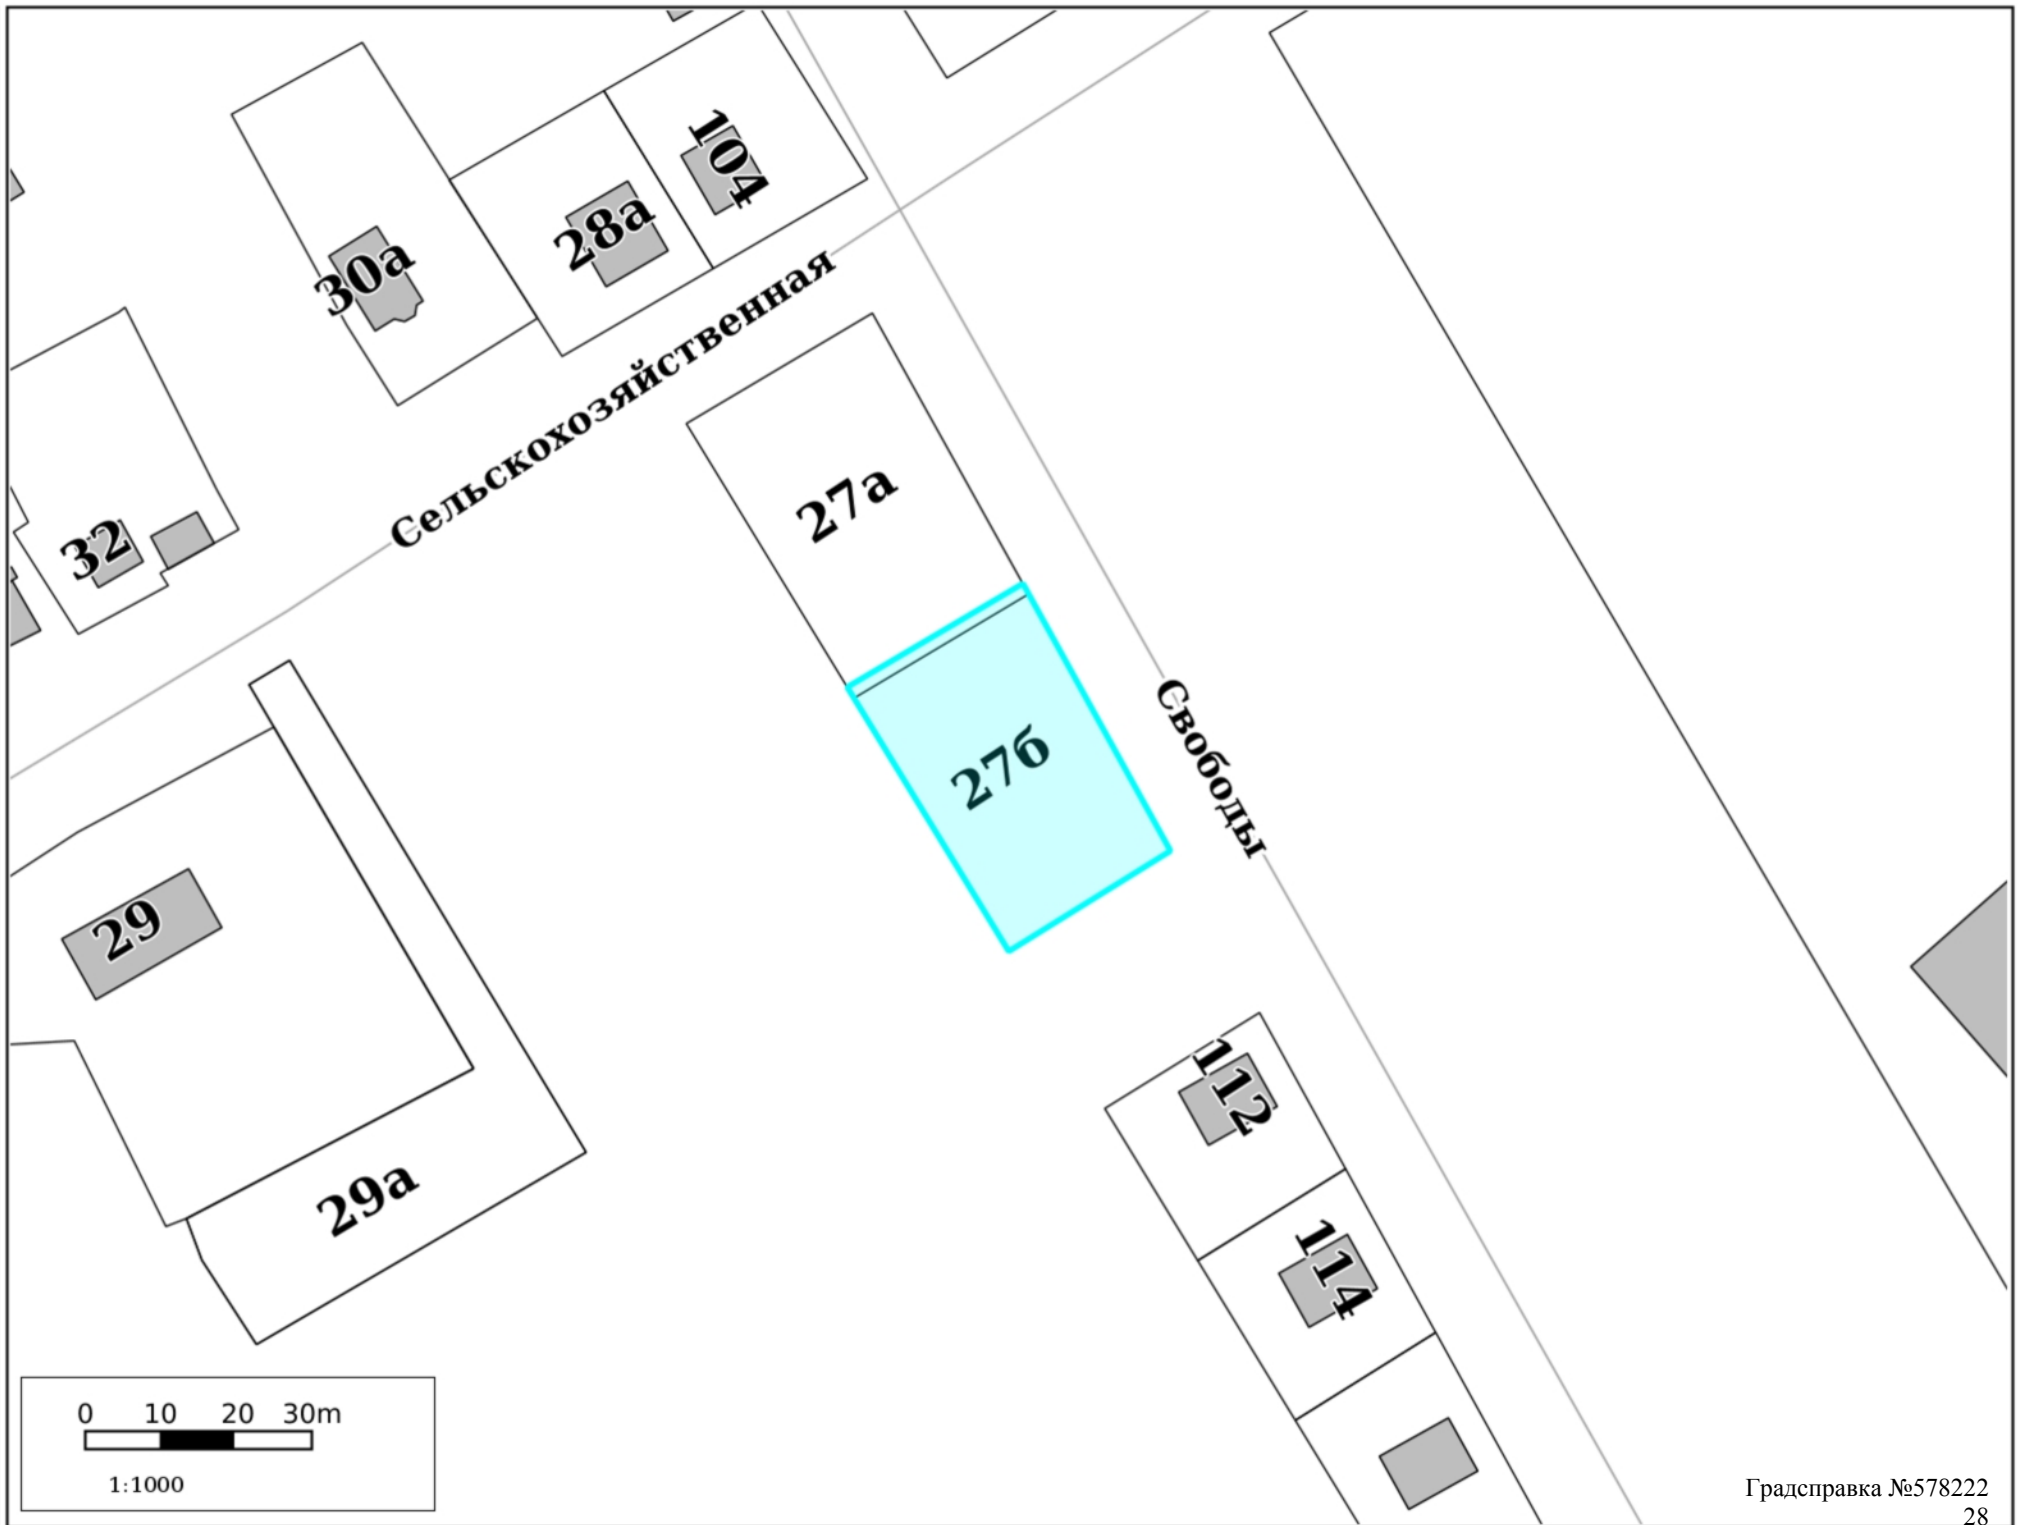 104
28а
30а
Сельскохозяйственная
27а
32
27б
Свободы
29
112
29а
114
0 10 20 30m
1:1000
Градсправка №578222
28